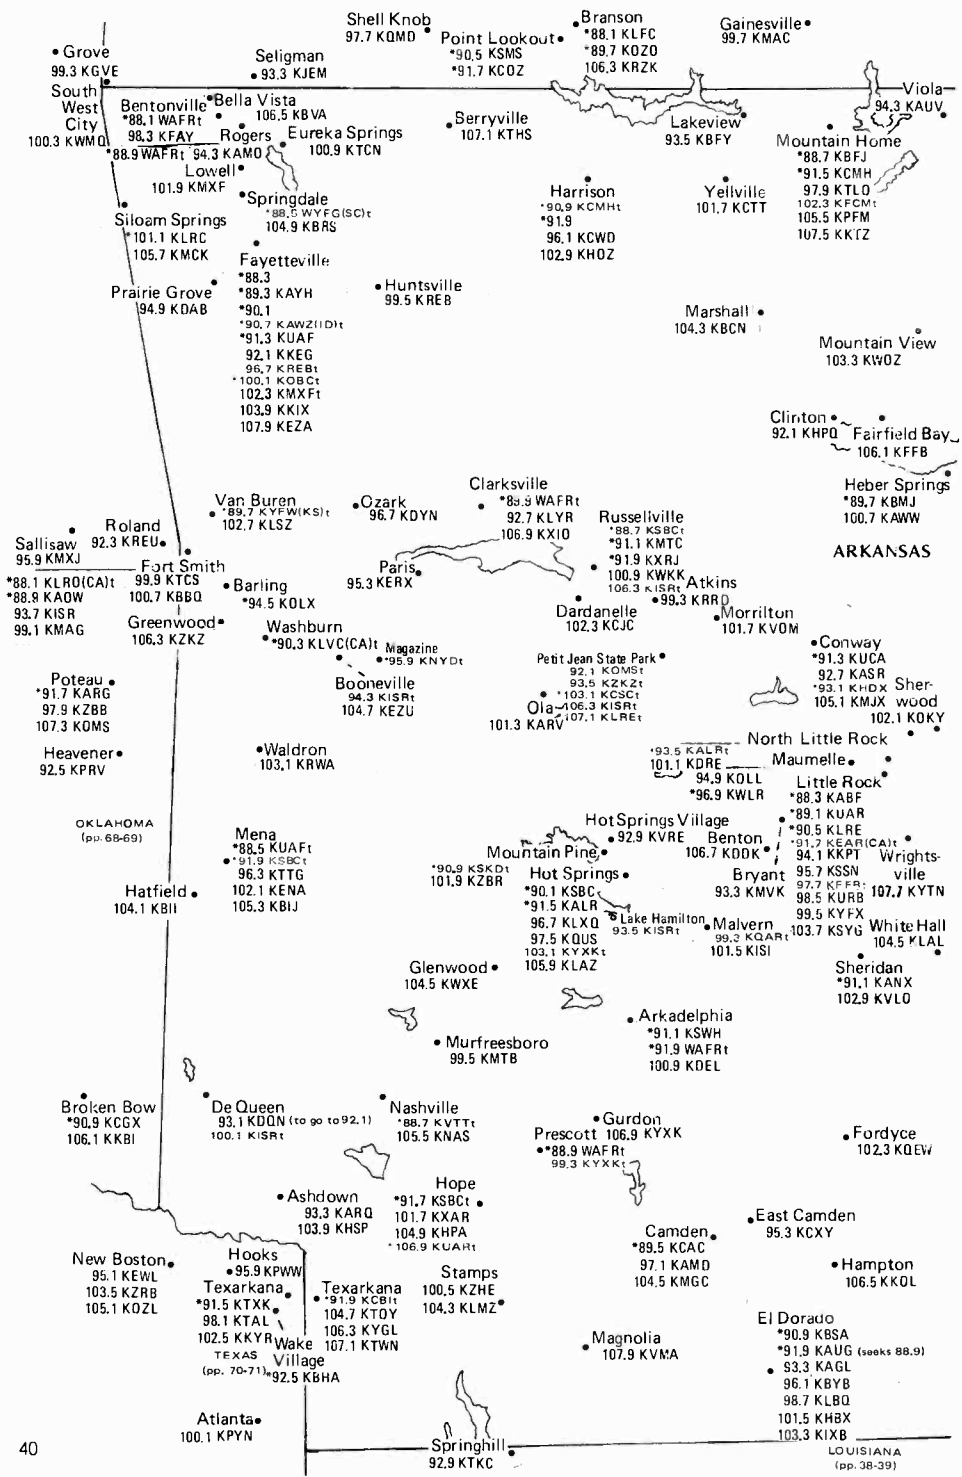 Shell Knob
97.7 KQMD
Point Lookout
*90.5 KSMS
*91.7 KCOZ
Branson
*88.1 KLFC
*89.7 KOZO
106.3 KRZK
Gainesville
99.7 KMAC
Grove
99.3 KGVE
Seligman
93.3 KJEM
South
West
City
100.3 KWMQ
Bentonville
*88.1 WAFRt
98.3 KFAY
*88.9 WAFRt
Bella Vista
106.5 KBVA
Rogers
94.3 KAMO
Eureka Springs
100.9 KTCN
Berryville
107.1 KTHS
Lakeview
93.5 KBFY
Viola
94.3 KAUV
Mountain Home
*88.7 KBFJ
*91.5 KCMH
97.9 KTLO
102.3 KFCMt
105.5 KPFM
107.5 KKTZ
Lowell
101.9 KMXF
Springdale
*88.5 WYFG(SC)t
104.9 KBRS
Siloam Springs
*101.1 KLRC
105.7 KMCK
Harrison
*90.9 KCMHt
*91.9
96.1 KCWD
102.9 KHOZ
Yellville
101.7 KCTT
Fayetteville
*88.3
*89.3 KAYH
*90.1
*90.7 KAWZ(ID)t
*91.3 KUAF
92.1 KKEG
96.7 KREBt
*100.1 KOBCt
102.3 KMXFt
103.9 KKIX
107.9 KEZA
Prairie Grove
94.9 KDAB
Huntsville
99.5 KREB
Marshall
104.3 KBCN
Mountain View
103.3 KWOZ
Clinton
92.1 KHPQ
Fairfield Bay
106.1 KFFB
Heber Springs
*89.7 KBMJ
100.7 KAWW
ARKANSAS
Van Buren
*89.7 KYFW(KS)t
102.7 KLSZ
Ozark
96.7 KDYN
Clarksville
*89.9 WAFRt
92.7 KLYR
106.9 KXIO
Russellville
*88.7 KSBCt
*91.1 KMTC
*91.9 KXRJ
100.9 KWKK
106.3 KISRt
Roland
92.3 KREU
Sallisaw
95.9 KMXJ
Fort Smith
99.9 KTCS
100.7 KBBQ
*88.1 KLRO(CA)t
*88.9 KAOW
93.7 KISR
99.1 KMAG
Barling
*94.5 KOLX
Paris
95.3 KERX
Atkins
99.3 KRRD
Dardanelle
102.3 KCJC
Morrilton
101.7 KVOM
Greenwood
106.3 KZKZ
Washburn
*90.3 KLVC(CA)t
Magazine
*95.9 KNYDt
Booneville
94.3 KISRt
104.7 KEZU
Petit Jean State Park
92.1 KOMSt
93.5 KZKZt
*103.1 KCSCt
106.3 KISRt
107.1 KLREt
Ola
101.3 KARV
Conway
*91.3 KUCA
92.7 KASR
*93.1 KHDX
105.1 KMJX
Sher-
wood
102.1 KOKY
Poteau
*91.7 KARG
97.9 KZBB
107.3 KOMS
Heavener
92.5 KPRV
Waldron
103.1 KRWA
North Little Rock
*93.5 KALRt
101.1 KDRE
94.9 KOLL
*96.9 KWLR
Maumelle
Little Rock
*88.3 KABF
*89.1 KUAR
*90.5 KLRE
*91.7 KEAR(CA)t
94.1 KKPT
95.7 KSSN
97.7 KFFBt
98.5 KURB
99.5 KYFX
103.7 KSYG
OKLAHOMA
(pp. 68-69)
Mena
*88.5 KUAFt
*91.9 KSBCt
96.3 KTTG
102.1 KENA
105.3 KBIJ
Hot Springs Village
92.9 KVRE
Benton
106.7 KDDK
Mountain Pine
*90.9 KSKDt
101.9 KZBR
Hot Springs
*90.1 KSBC
*91.5 KALR
96.7 KLXQ
97.5 KQUS
103.1 KYXKt
105.9 KLAZ
Bryant
93.3 KMVK
Wrights-
ville
107.7 KYTN
Hatfield
104.1 KBII
Lake Hamilton
93.5 KISRt
Malvern
99.3 KQARt
101.5 KISI
White Hall
104.5 KLAL
Glenwood
104.5 KWXE
Sheridan
*91.1 KANX
102.9 KVLO
Arkadelphia
*91.1 KSWH
*91.9 WAFRt
100.9 KDEL
Murfreesboro
99.5 KMTB
Broken Bow
*90.9 KCGX
106.1 KKBI
De Queen
93.1 KDQN (to go to 92.1)
100.1 KISRt
Nashville
*88.7 KVTTt
105.5 KNAS
Gurdon
106.9 KYXK
Prescott
*88.9 WAFRt
99.3 KYXKt
Fordyce
102.3 KQEW
Ashdown
93.3 KARQ
103.9 KHSP
Hope
*91.7 KSBCt
101.7 KXAR
104.9 KHPA
*106.9 KUARt
East Camden
95.3 KCXY
Camden
*89.5 KCAC
97.1 KAMD
104.5 KMGC
New Boston
95.1 KEWL
103.5 KZRB
105.1 KOZL
Hooks
95.9 KPWW
Texarkana
*91.5 KTXK
98.1 KTAL
102.5 KKYR
Texarkana
*91.9 KCBIt
104.7 KTOY
106.3 KYGL
107.1 KTWN
Stamps
100.5 KZHE
104.3 KLMZ
Hampton
106.5 KKOL
Wake
Village
*92.5 KBHA
TEXAS
(pp. 70-71)
Magnolia
107.9 KVMA
El Dorado
*90.9 KBSA
*91.9 KAUG (seeks 88.9)
93.3 KAGL
96.1 KBYB
98.7 KLBQ
101.5 KHBX
103.3 KIXB
Atlanta
100.1 KPYN
40
Springhill
92.9 KTKC
LOUISIANA
(pp. 38-39)